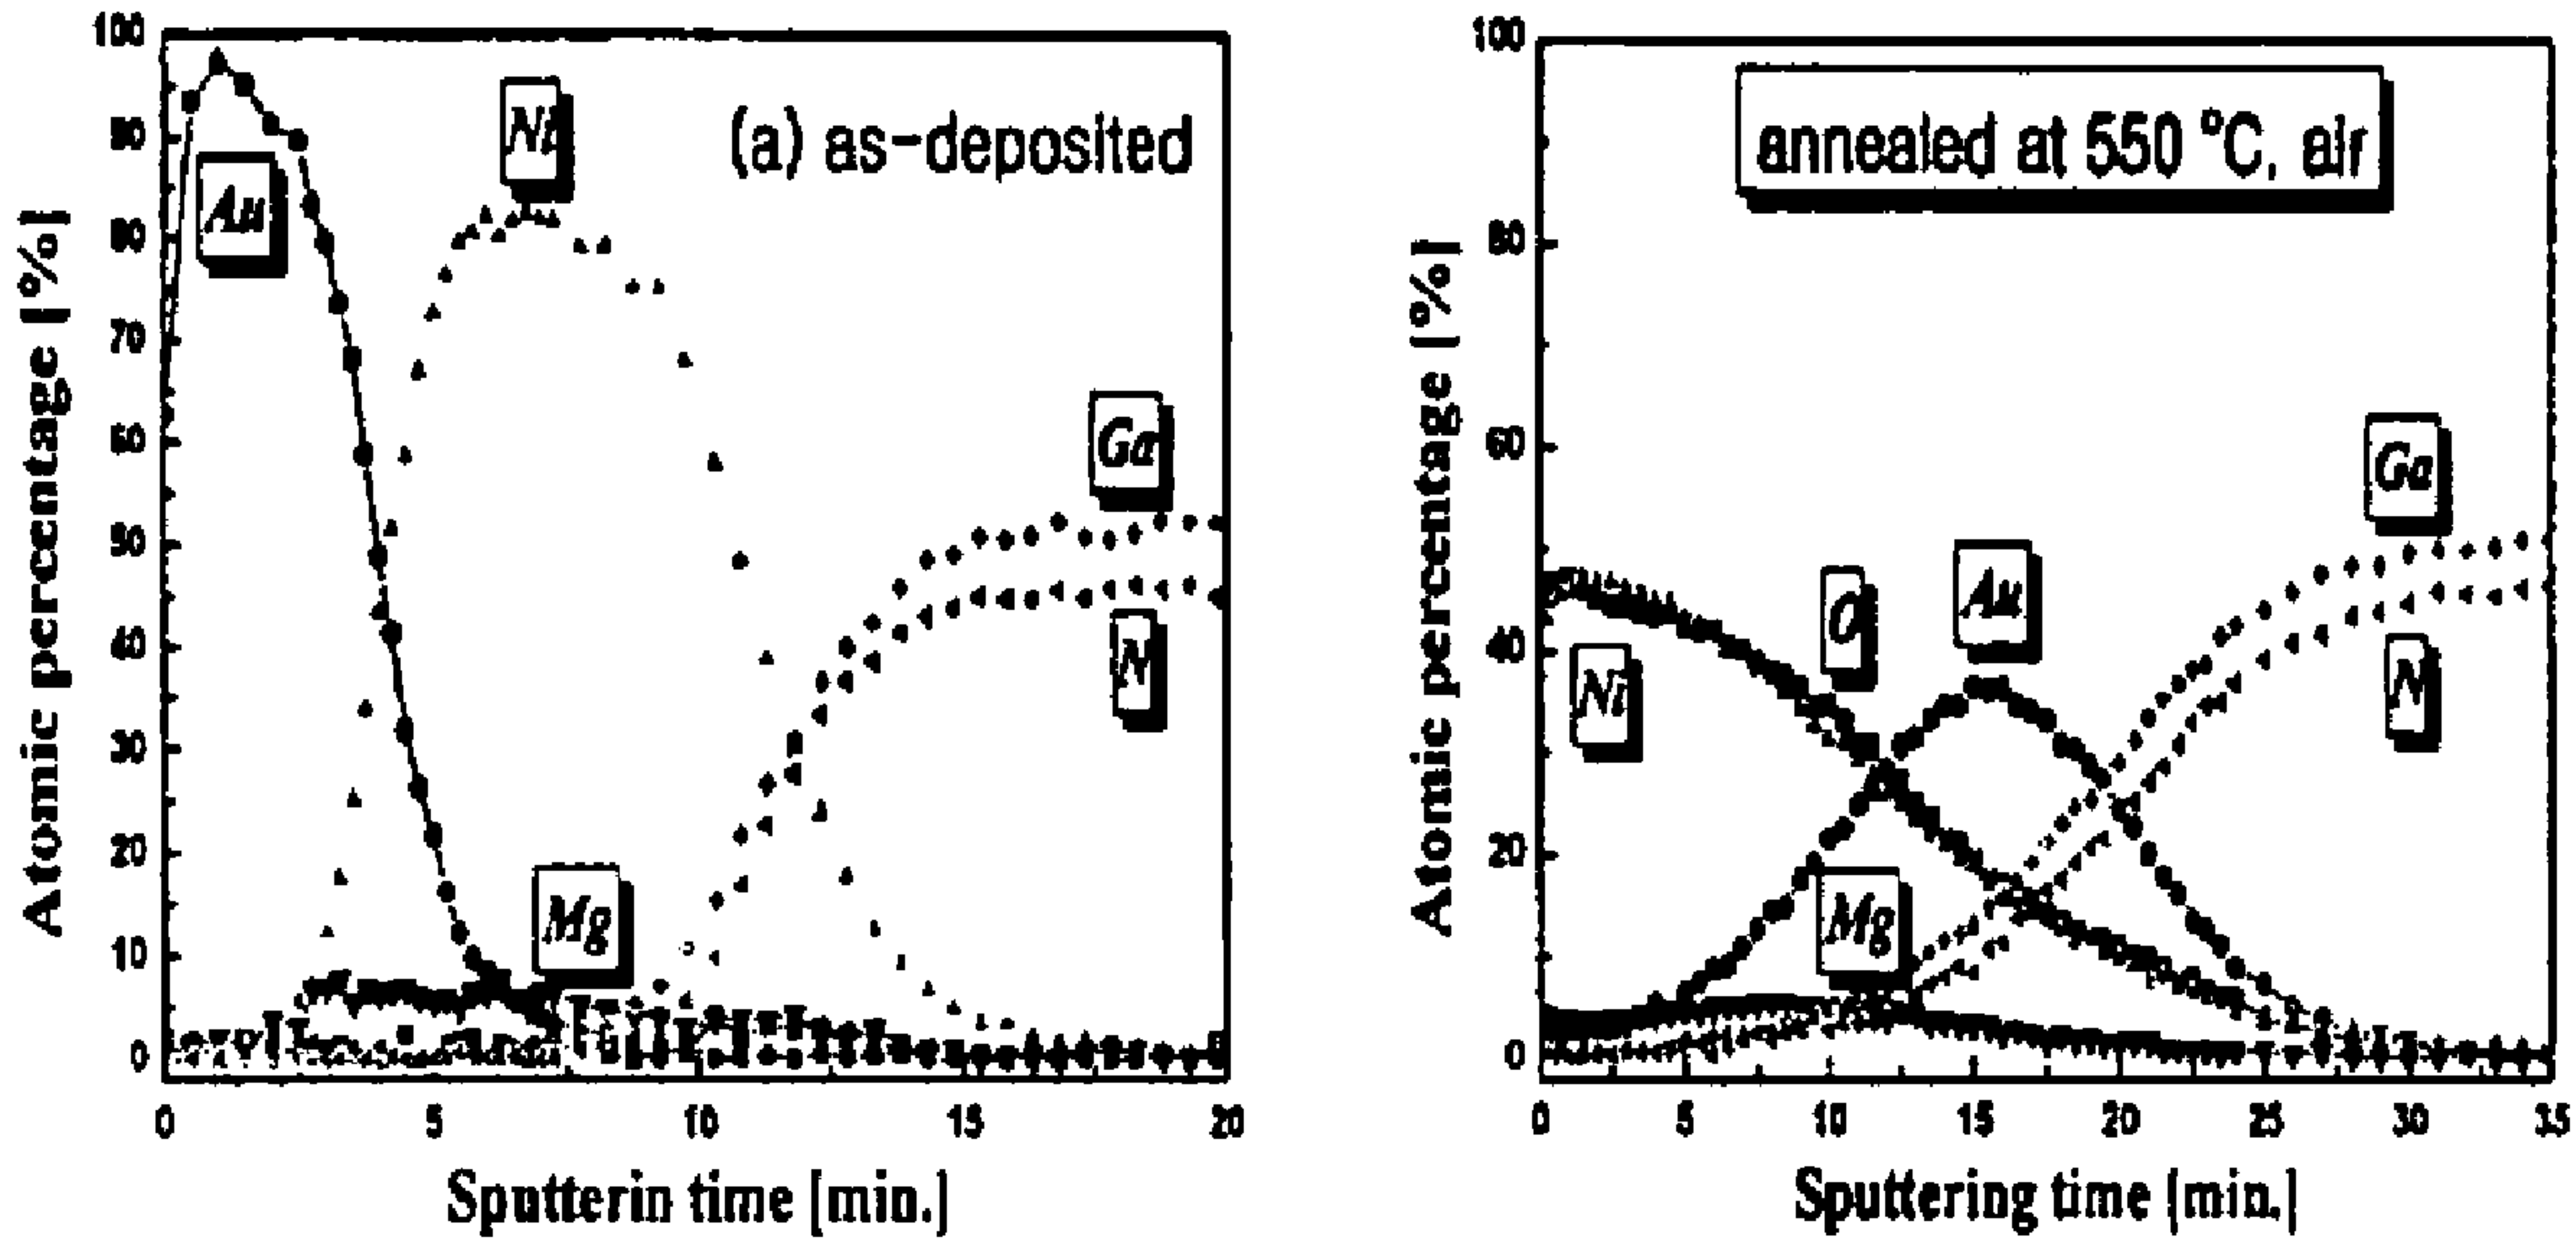 100
90
80
70
60
50
40
30
20
10
0
Atomic percentage [%]
Au
Ni
(a) as-deposited
Ga
N
Mg
0 5 10 15 20
Sputterin time [min.]
100
80
60
40
20
0
Atomic percentage [%]
annealed at 550 °C, air
Ni
O
Au
Mg
Ga
N
0 5 10 15 20 25 30 35
Sputtering time [min.]